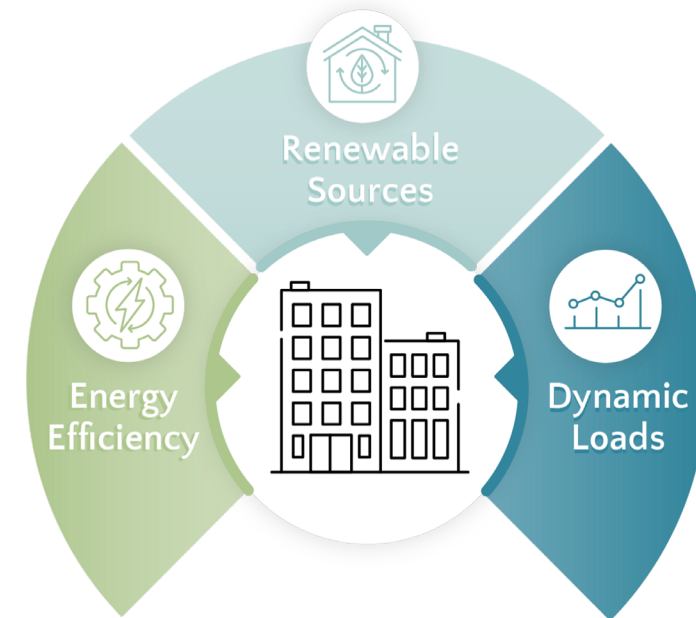 Renewable
Sources
Energy
Efficiency
Dynamic
Loads